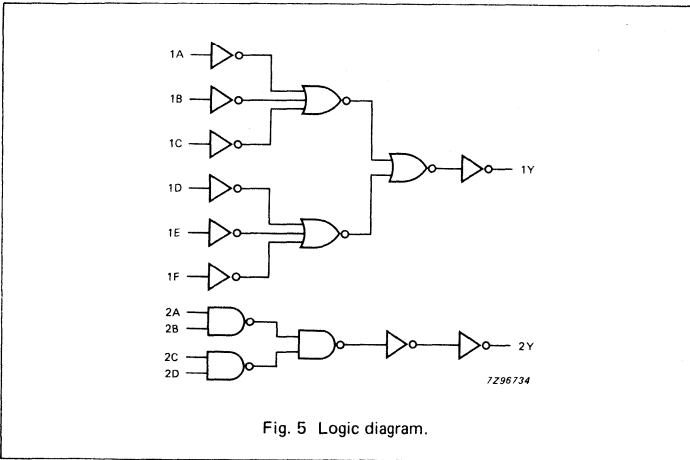 1A
1B
1C
1Y
1D
1E
1F
2A
2B
2Y
2C
2D
7Z96734
Fig. 5 Logic diagram.